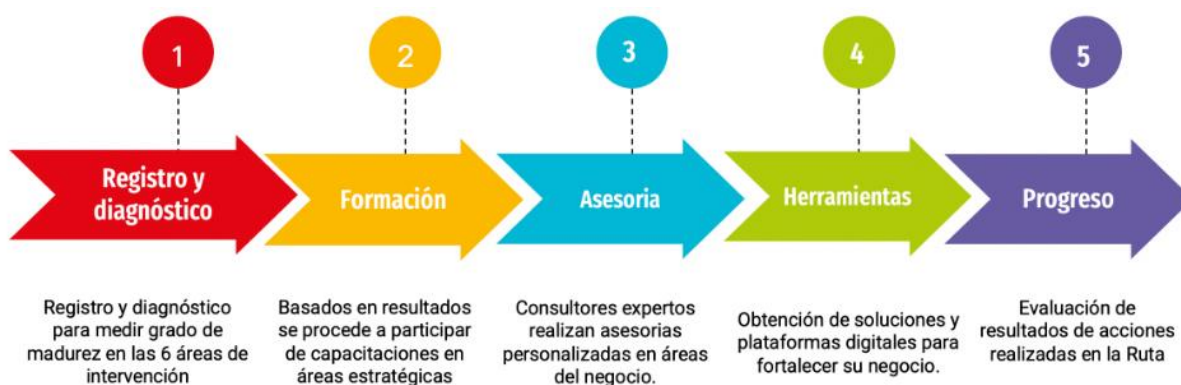 1
2
3
4
5
Registro y
diagnóstico
Formación
Asesoria
Herramientas
Progreso
Registro y diagnóstico
para medir grado de
madurez en las 6 áreas de
intervención
Basados en resultados
se procede a participar
de capacitaciones en
áreas estratégicas
Consultores expertos
realizan asesorias
personalizadas en áreas
del negocio.
Obtención de soluciones y
plataformas digitales para
fortalecer su negocio.
Evaluación de
resultados de acciones
realizadas en la Ruta